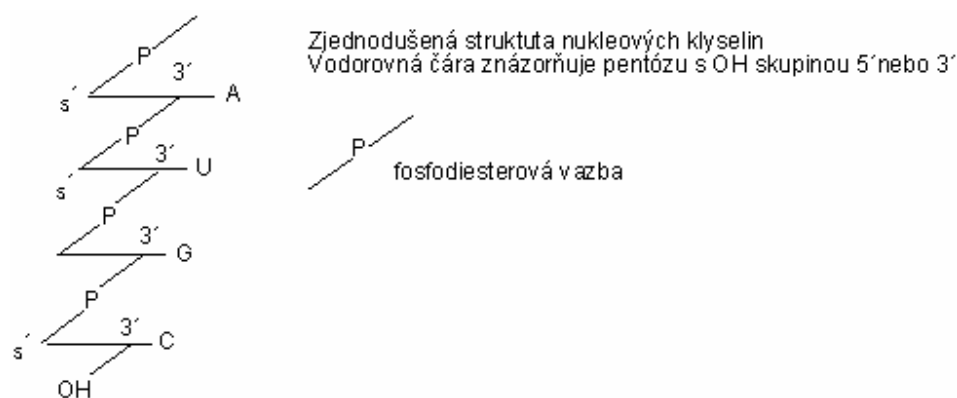 Zjednodušená struktuta nukleových klyselin
Vodorovná čára znázorňuje pentózu s OH skupinou 5´nebo 3´
P
3´
s´
A
P
3´
s´
U
P
fosfodiesterová vazba
P
3´
G
P
3´
s´
C
OH